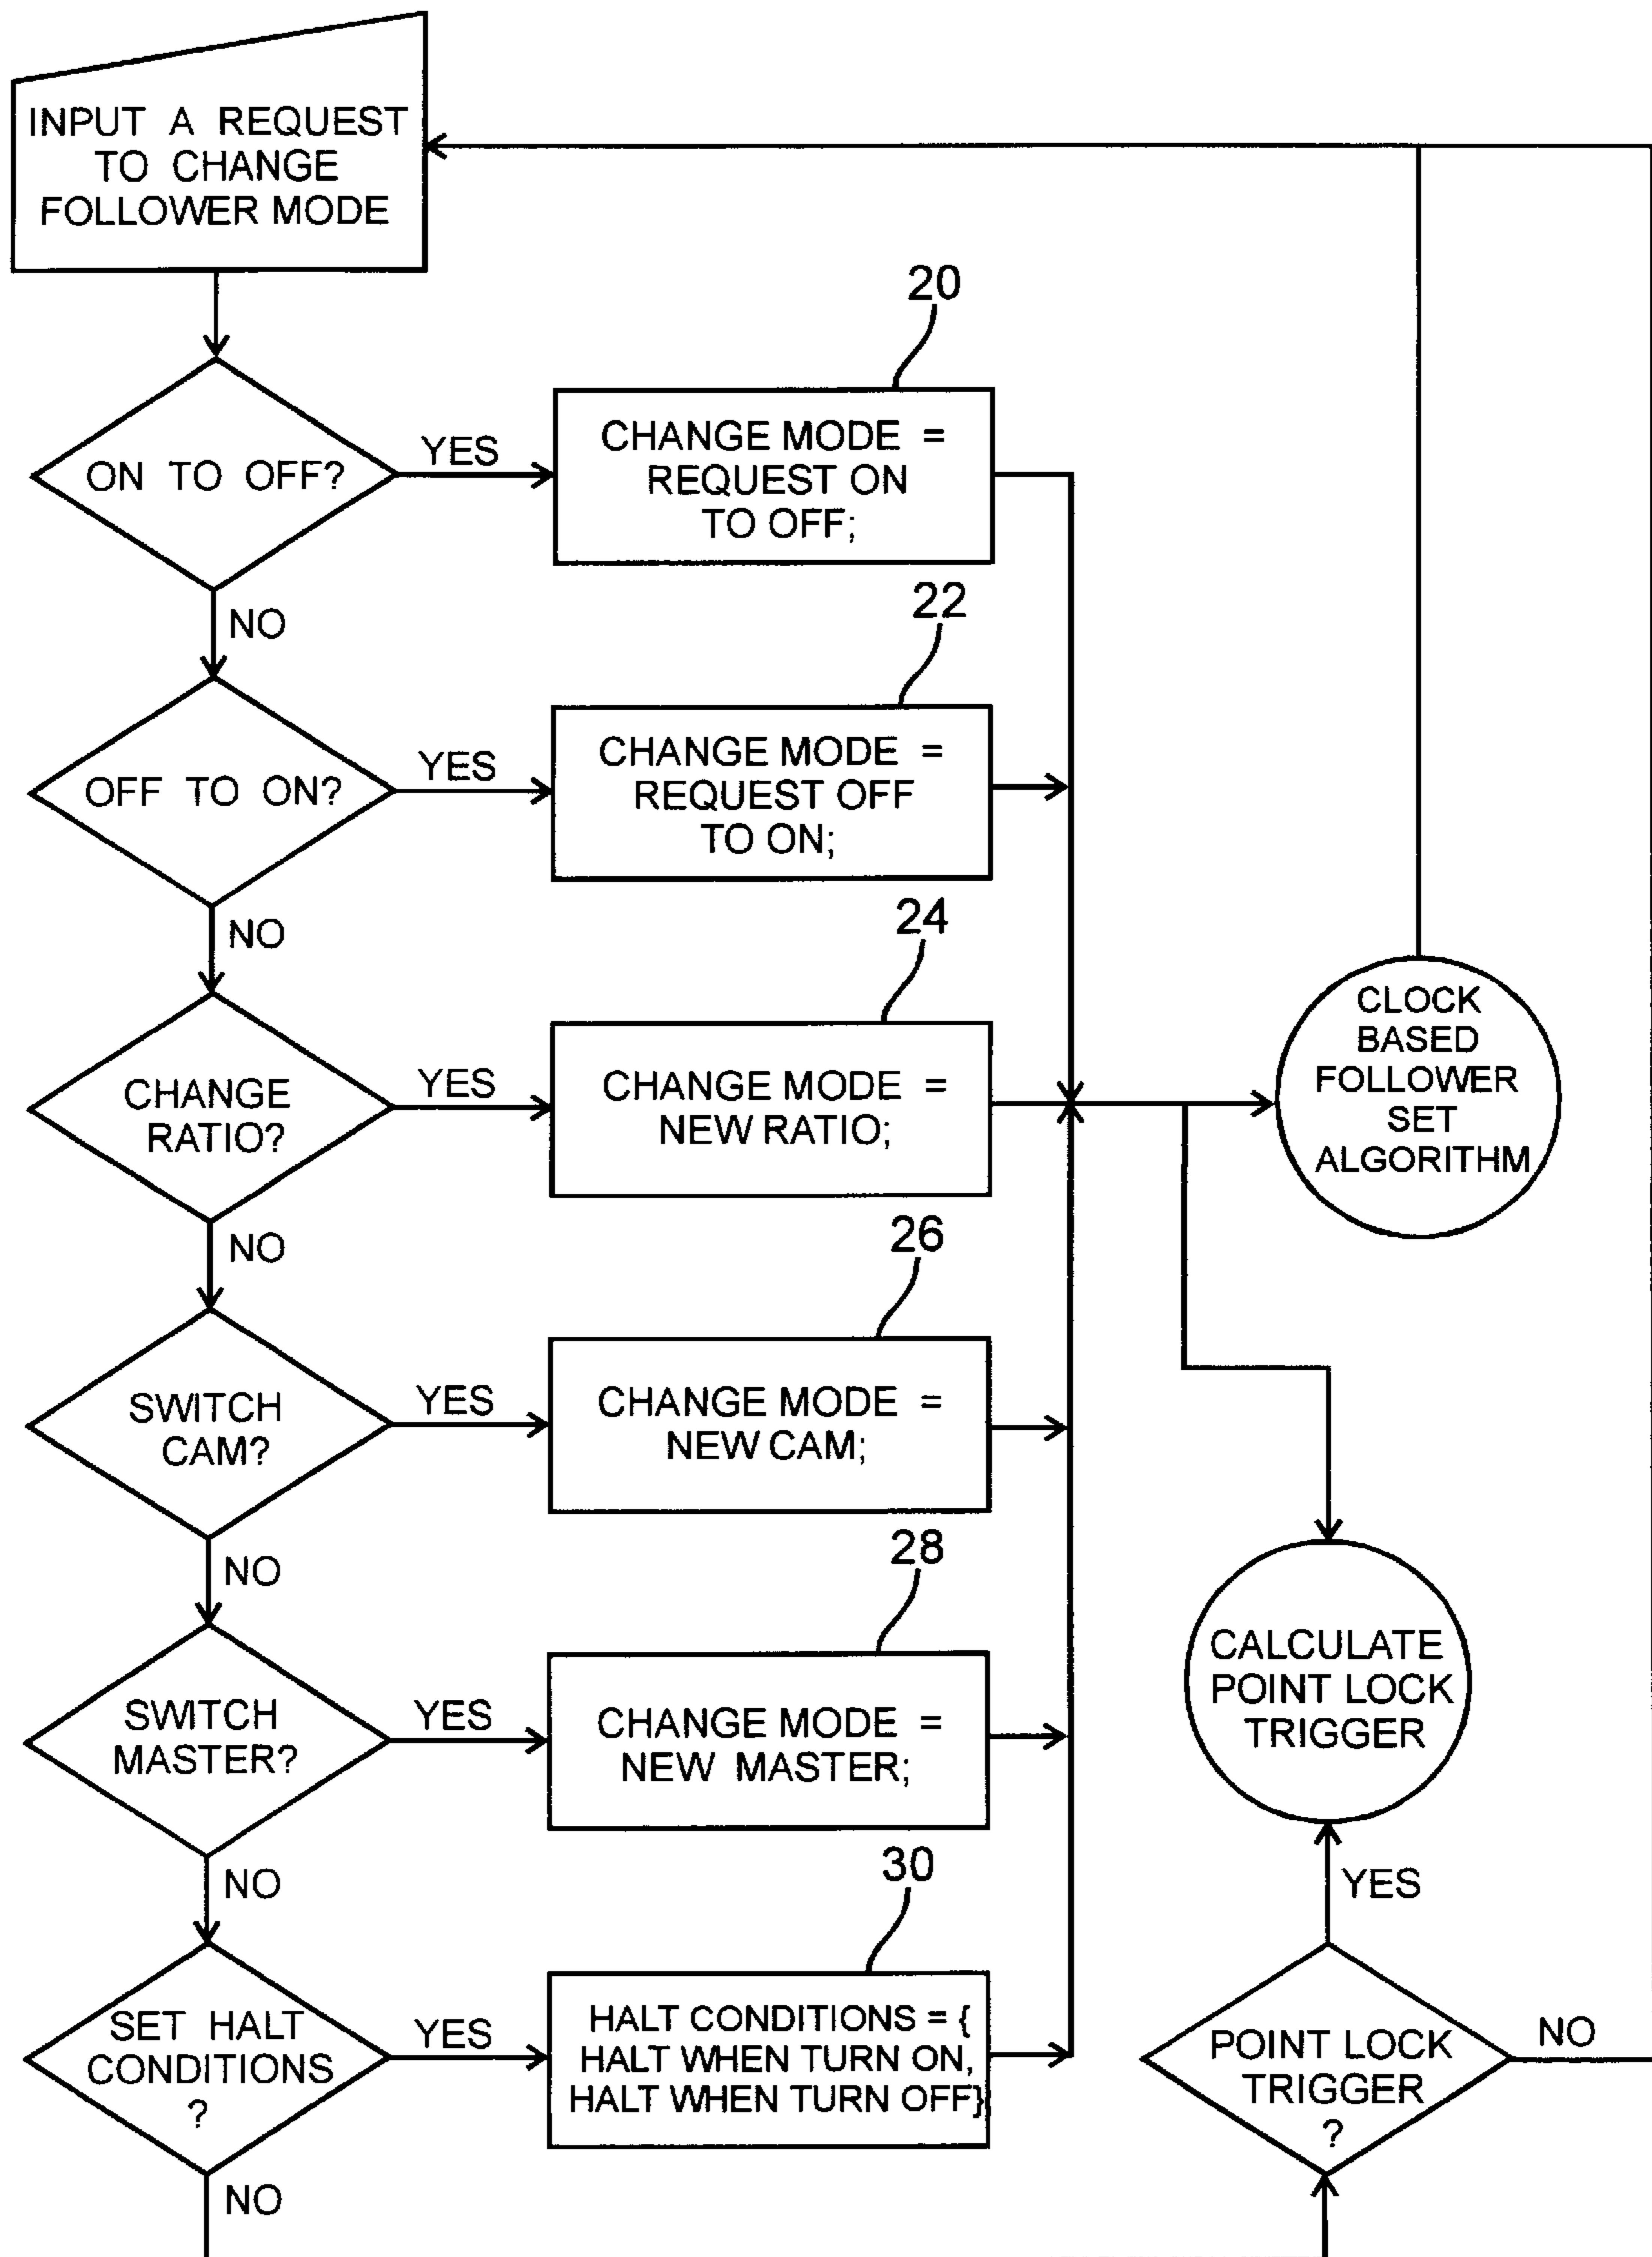 INPUT A REQUEST
TO CHANGE
FOLLOWER MODE
20
ON TO OFF?
YES
CHANGE MODE =
REQUEST ON
TO OFF;
NO
22
OFF TO ON?
YES
CHANGE MODE =
REQUEST OFF
TO ON;
NO
24
CHANGE
RATIO?
YES
CHANGE MODE =
NEW RATIO;
CLOCK
BASED
FOLLOWER
SET
ALGORITHM
NO
26
SWITCH
CAM?
YES
CHANGE MODE =
NEW CAM;
NO
28
SWITCH
MASTER?
YES
CHANGE MODE =
NEW MASTER;
CALCULATE
POINT LOCK
TRIGGER
NO
30
YES
SET HALT
CONDITIONS
?
YES
HALT CONDITIONS = {
HALT WHEN TURN ON,
HALT WHEN TURN OFF}
POINT LOCK
TRIGGER
?
NO
NO